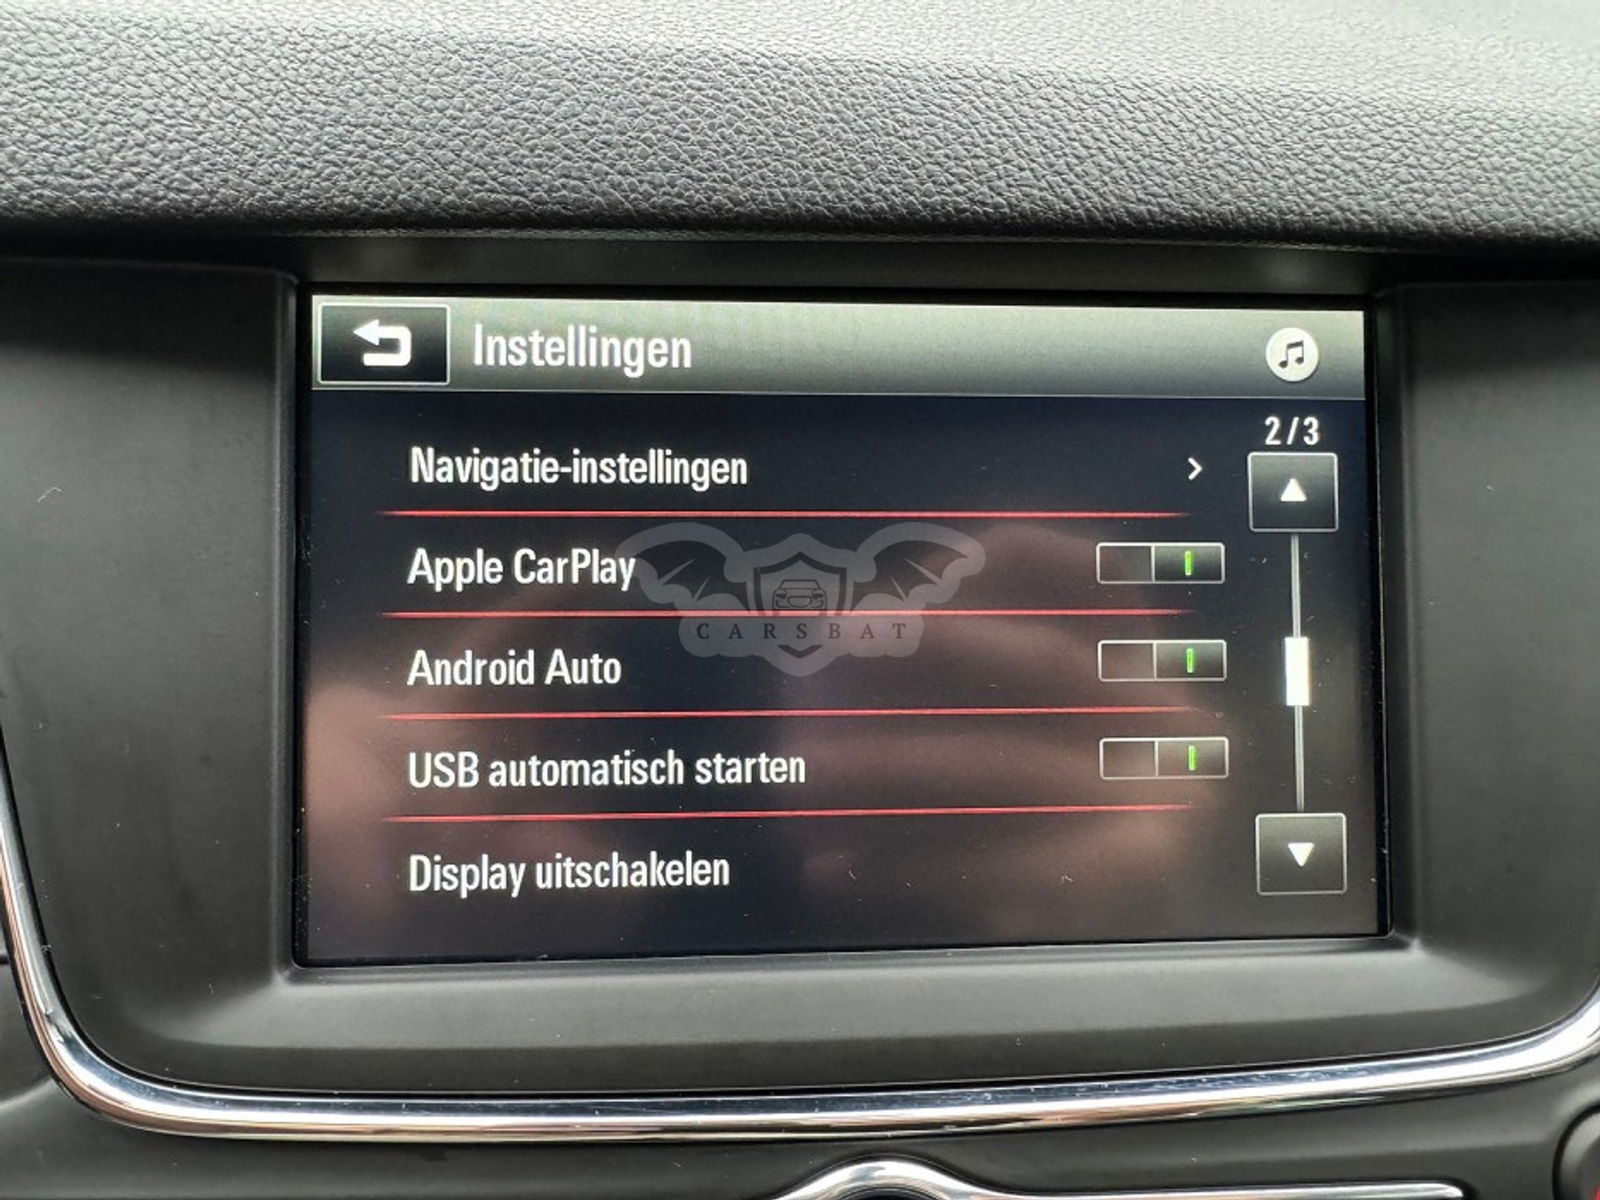 Instellingen
2/3
Navigatie-instellingen
Apple CarPlay
CARSBAT
Android Auto
USB automatisch starten
Display uitschakelen